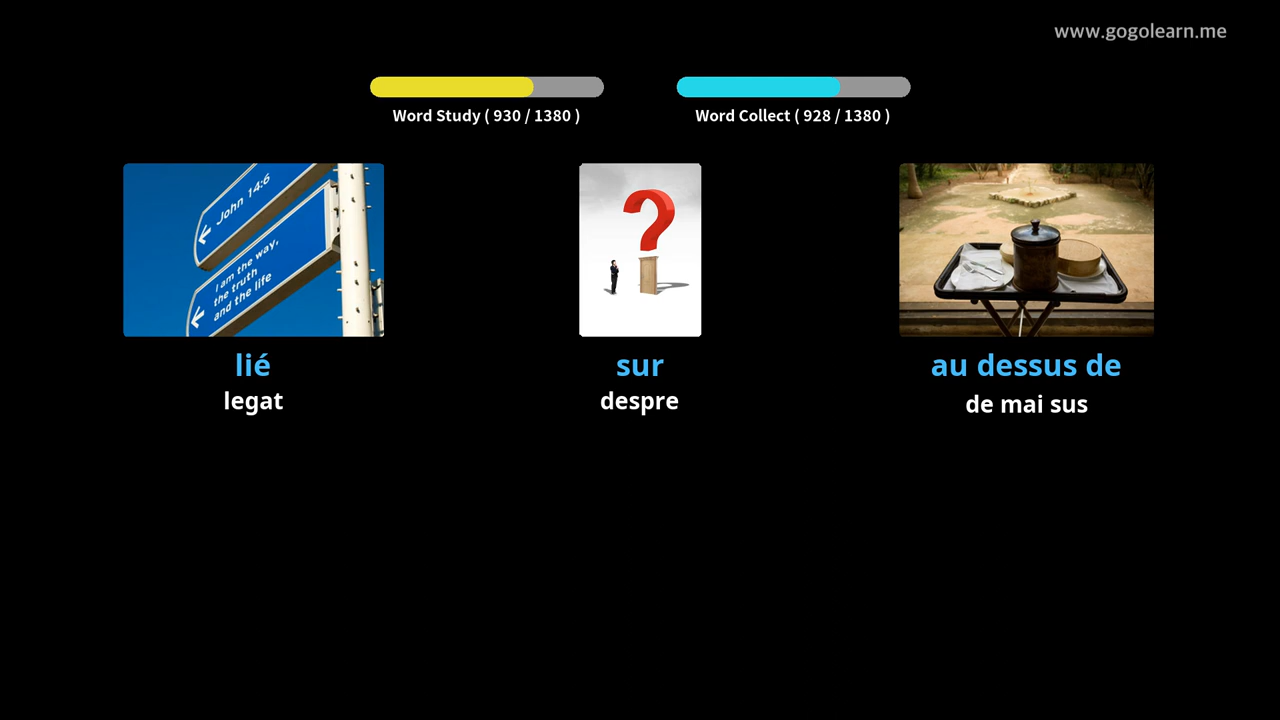 www.gogolearn.me
Word Study ( 930 / 1380 )
Word Collect ( 928 / 1380 )
John 14:6
I am the way,
the truth
and the life
?
lié
sur
au dessus de
legat
despre
de mai sus